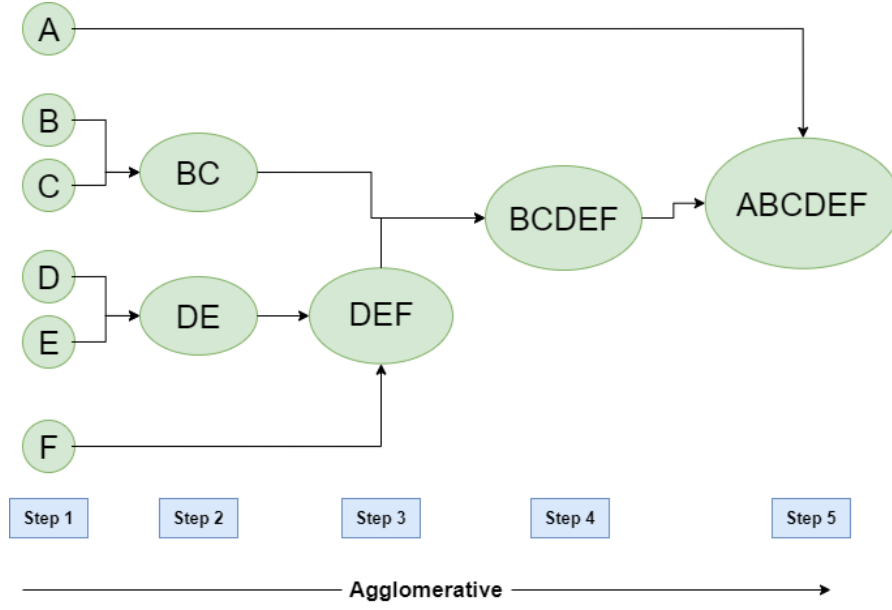 A
B
C
BC
D
E
DE
DEF
F
BCDEF
ABCDEF
Step 1
Step 2
Step 3
Step 4
Step 5
Agglomerative